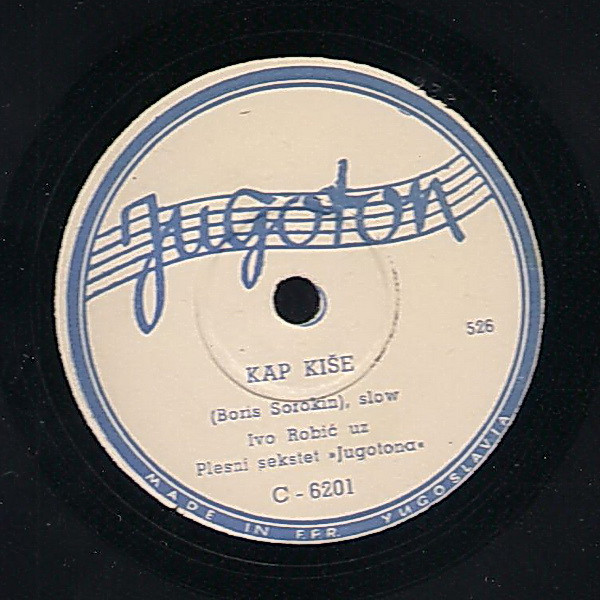 Jugoton
526
KAP KIŠE
(Boris Sorokin), slow
Ivo Robić uz
Plesni sekstet »Jugotona«
C - 6201
MADE IN F.P.R. YUGOSLAVIA